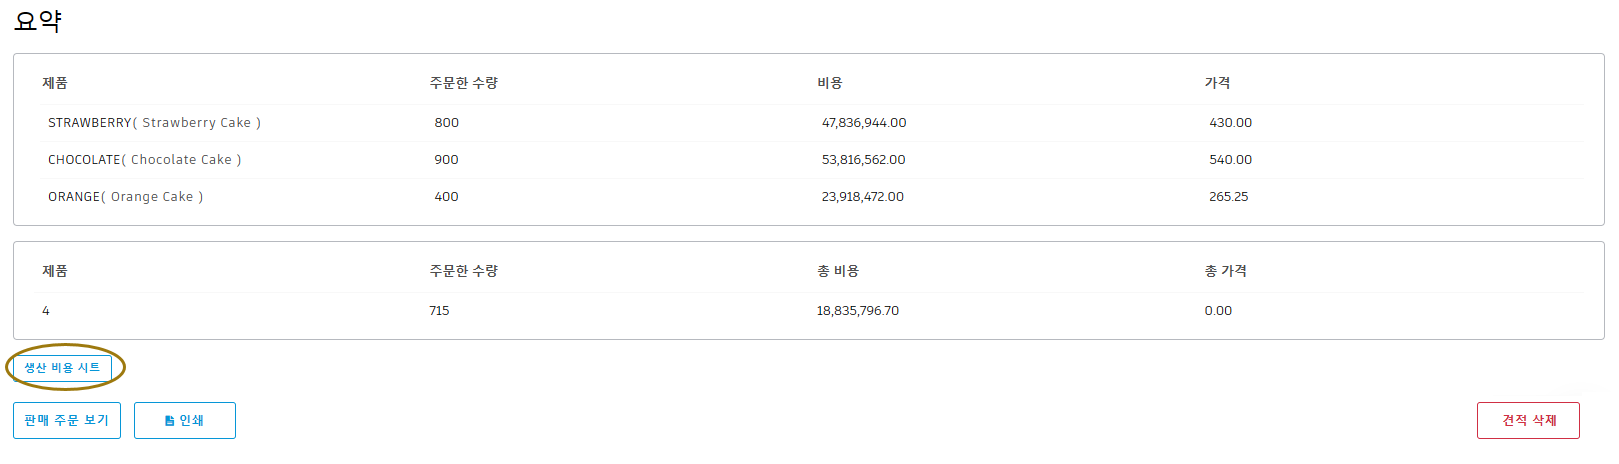 요약
제품 주문한 수량 비용 가격
STRAWBERRY( Strawberry Cake ) 800 47,836,944.00 430.00
CHOCOLATE( Chocolate Cake ) 900 53,816,562.00 540.00
ORANGE( Orange Cake ) 400 23,918,472.00 265.25
제품 주문한 수량 총 비용 총 가격
4 715 18,835,796.70 0.00
생산 비용 시트
판매 주문 보기 인쇄 견적 삭제